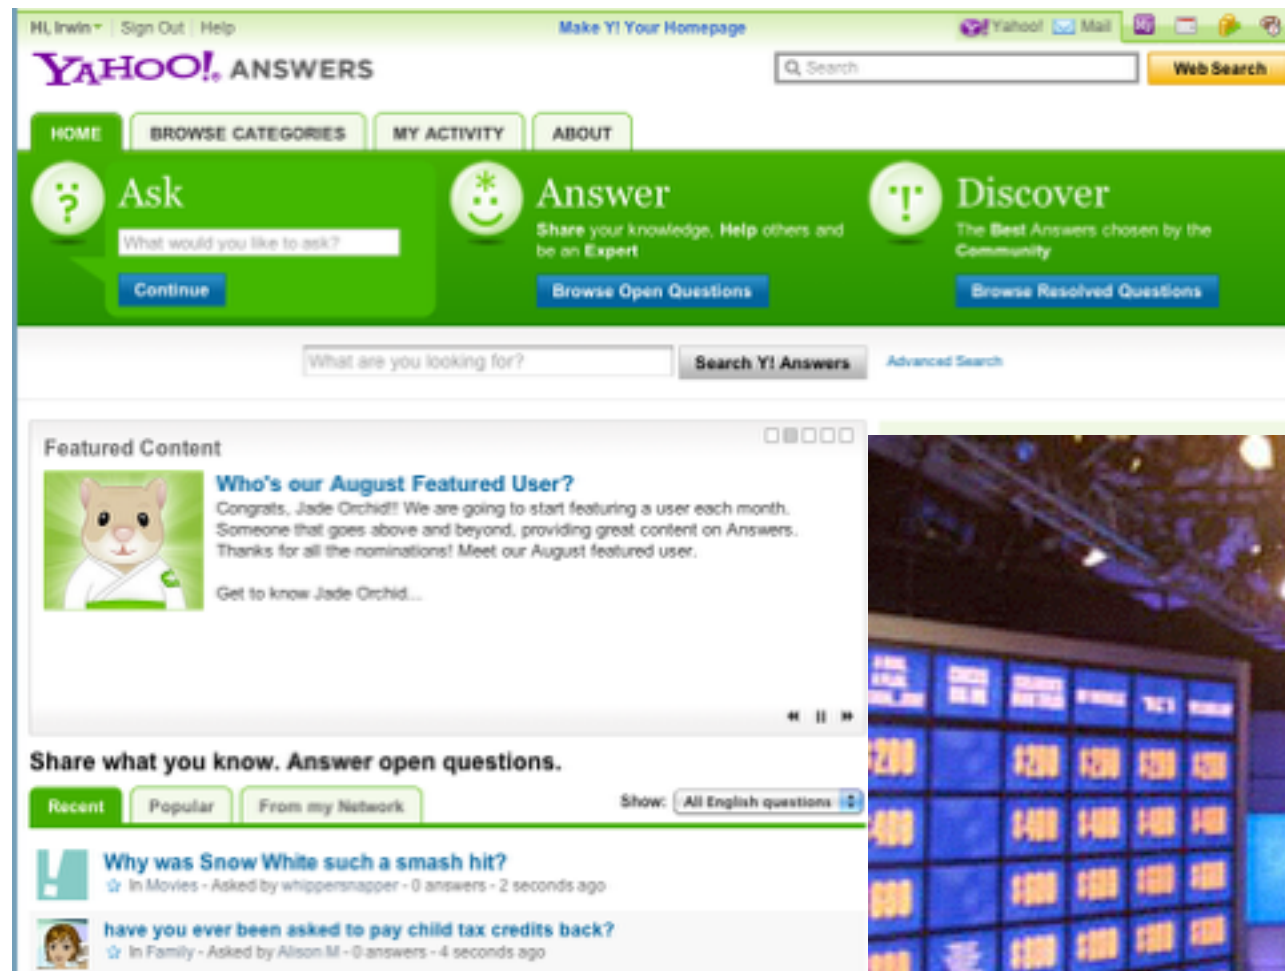 Hi, Irwin Sign Out Help Make Y! Your Homepage Yahoo! Mail
YAHOO! ANSWERS
Search Web Search
HOME BROWSE CATEGORIES MY ACTIVITY ABOUT
Ask
What would you like to ask?
Continue
Answer
Share your knowledge, Help others and
be an Expert
Browse Open Questions
Discover
The Best Answers chosen by the
Community
Browse Resolved Questions
What are you looking for? Search Y! Answers Advanced Search
Featured Content
Who's our August Featured User?
Congrats, Jade Orchid!! We are going to start featuring a user each month.
Someone that goes above and beyond, providing great content on Answers.
Thanks for all the nominations! Meet our August featured user.
Get to know Jade Orchid...
Share what you know. Answer open questions.
Recent Popular From my Network Show: All English questions
Why was Snow White such a smash hit?
In Movies - Asked by whippersnapper - 0 answers - 2 seconds ago
have you ever been asked to pay child tax credits back?
In Family - Asked by Alison M - 0 answers - 4 seconds ago
$200 $200 $200 $200 $200
$400 $400 $400 $400 $400